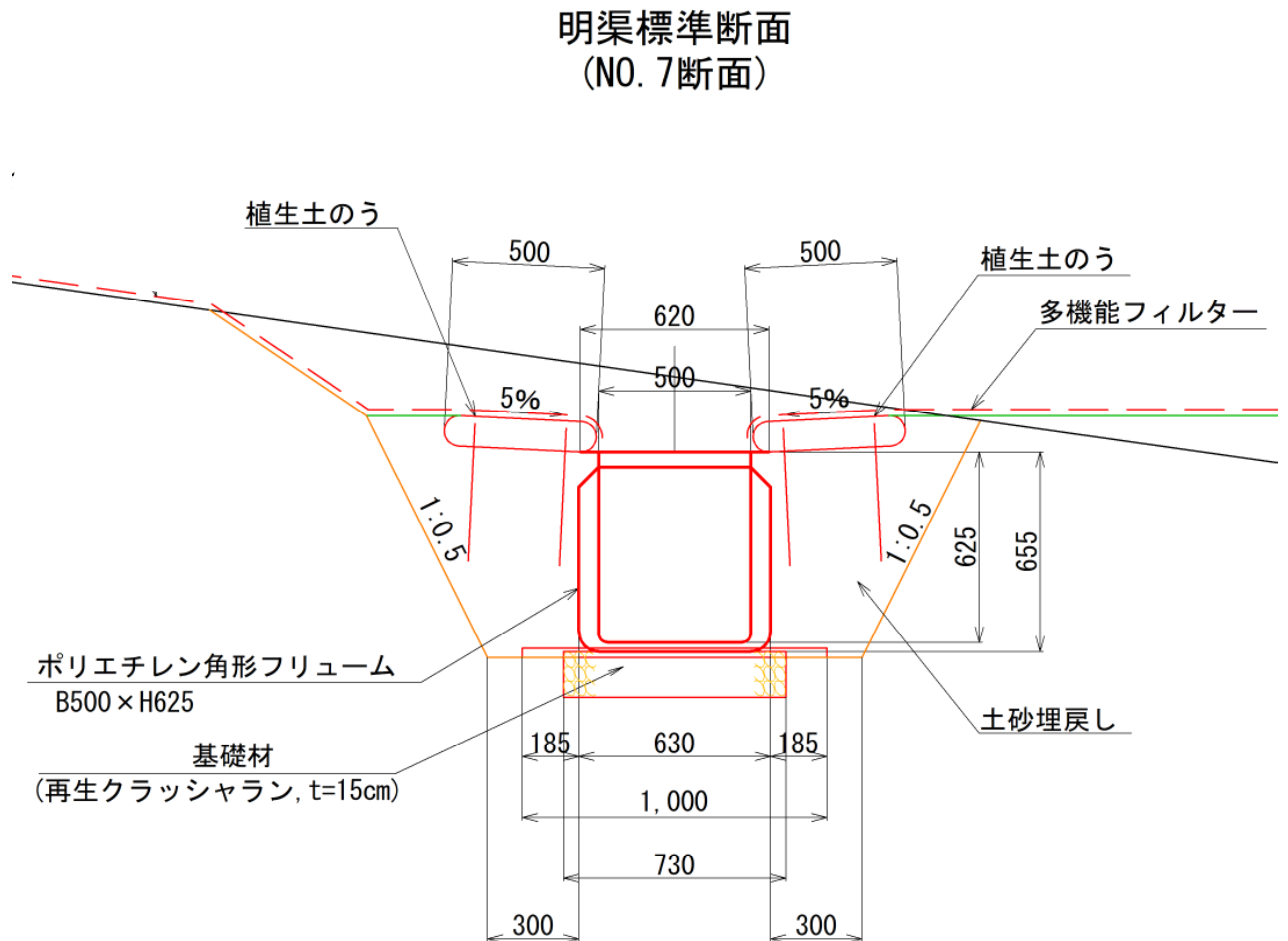 明渠標準断面
(NO.7断面)
植生土のう
500
500
植生土のう
620
多機能フィルター
500
5%
5%
1:0.5
1:0.5
625
655
ポリエチレン角形フリューム
B500×H625
土砂埋戻し
基礎材
(再生クラッシャラン,t=15cm)
185
630
185
1,000
730
300
300